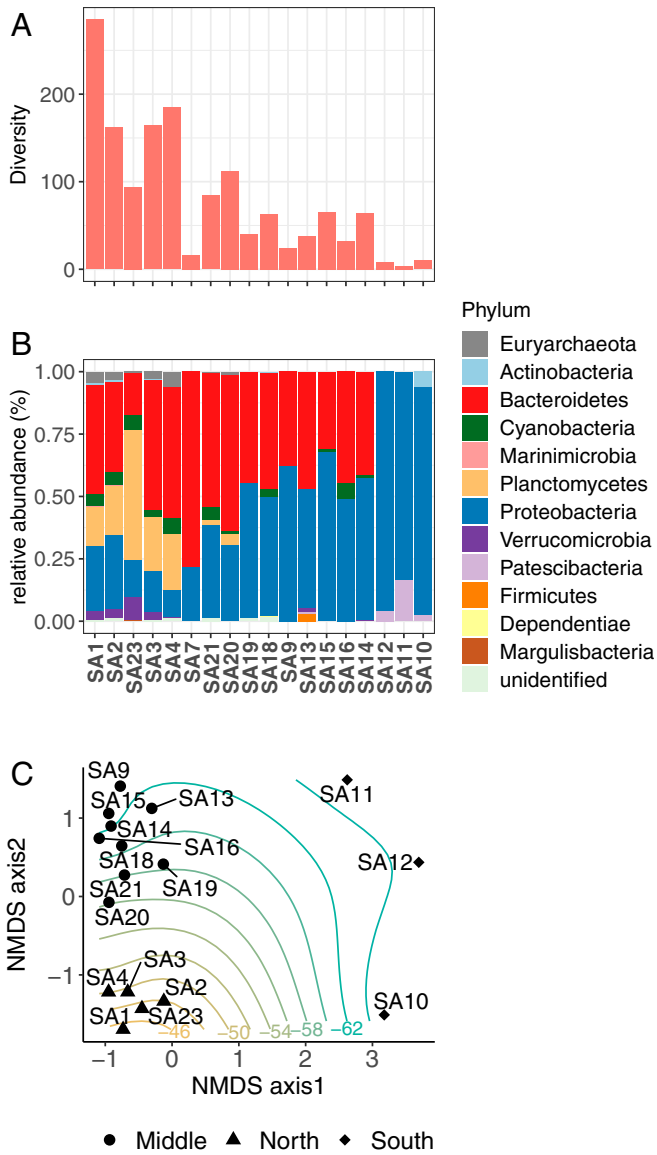 A
Diversity
200
100
0
B
relative abundance (%)
1.00
0.75
0.50
0.25
0.00
SA1 SA2 SA23 SA3 SA4 SA7 SA21 SA20 SA19 SA18 SA9 SA13 SA15 SA16 SA14 SA12 SA11 SA10
Phylum
Euryarchaeota
Actinobacteria
Bacteroidetes
Cyanobacteria
Marinimicrobia
Planctomycetes
Proteobacteria
Verrucomicrobia
Patescibacteria
Firmicutes
Dependentiae
Margulisbacteria
unidentified
C
NMDS axis2
1
0
−1
SA9
SA15 SA13 SA11
SA14
SA16
SA18 SA12
SA21 SA19
SA20
SA4 SA3
SA2
SA1 SA23 SA10
−46 −50 −54 −58 −62
−1 0 1 2 3
NMDS axis1
Middle North South